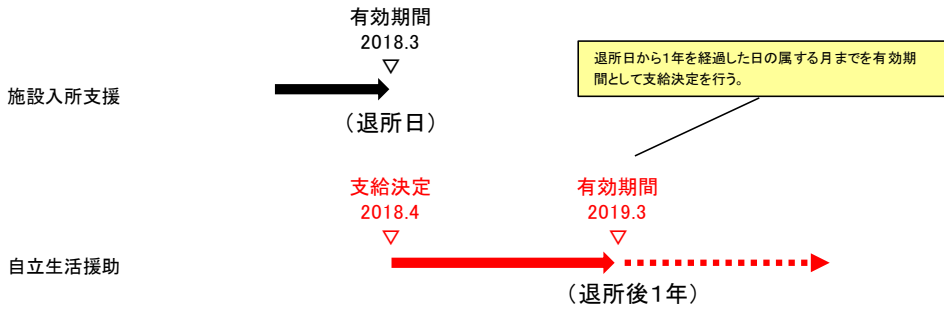 有効期間
2018.3
▽
退所日から1年を経過した日の属する月までを有効期
間として支給決定を行う。
施設入所支援
（退所日）
支給決定
2018.4
▽
有効期間
2019.3
▽
自立生活援助
（退所後1年）